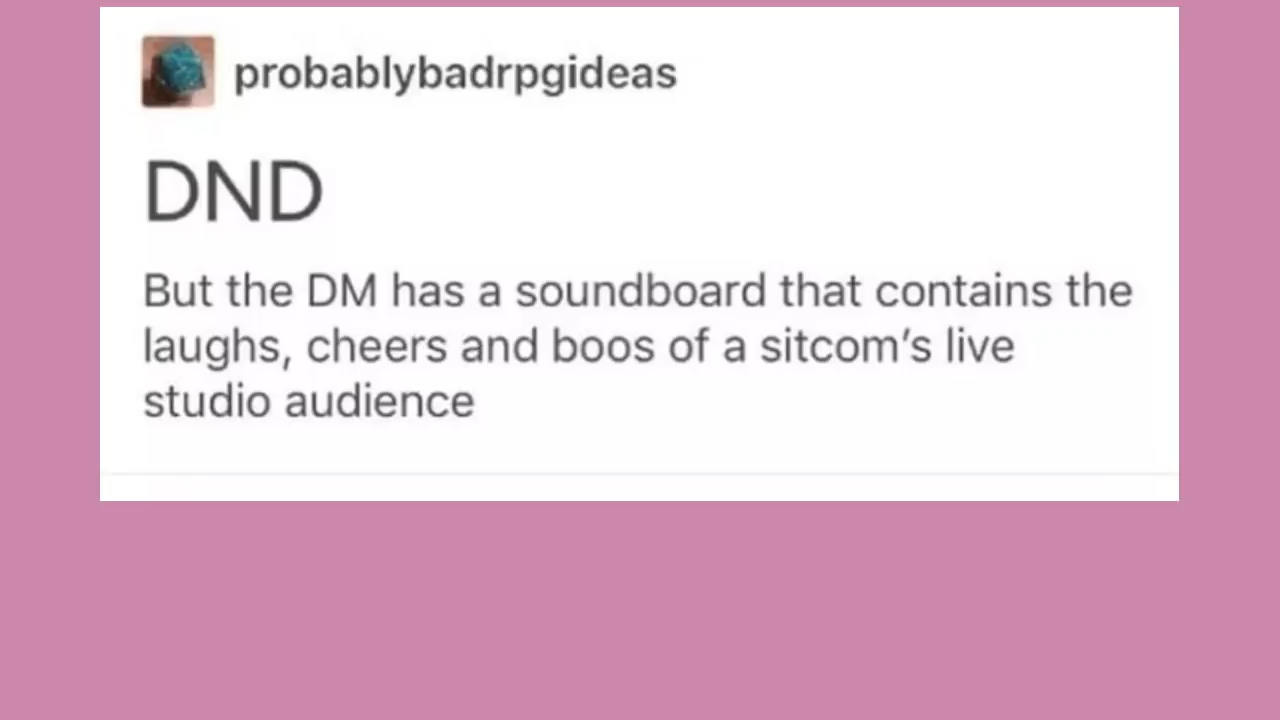 probablybadrpgideas
DND
But the DM has a soundboard that contains the
laughs, cheers and boos of a sitcom’s live
studio audience